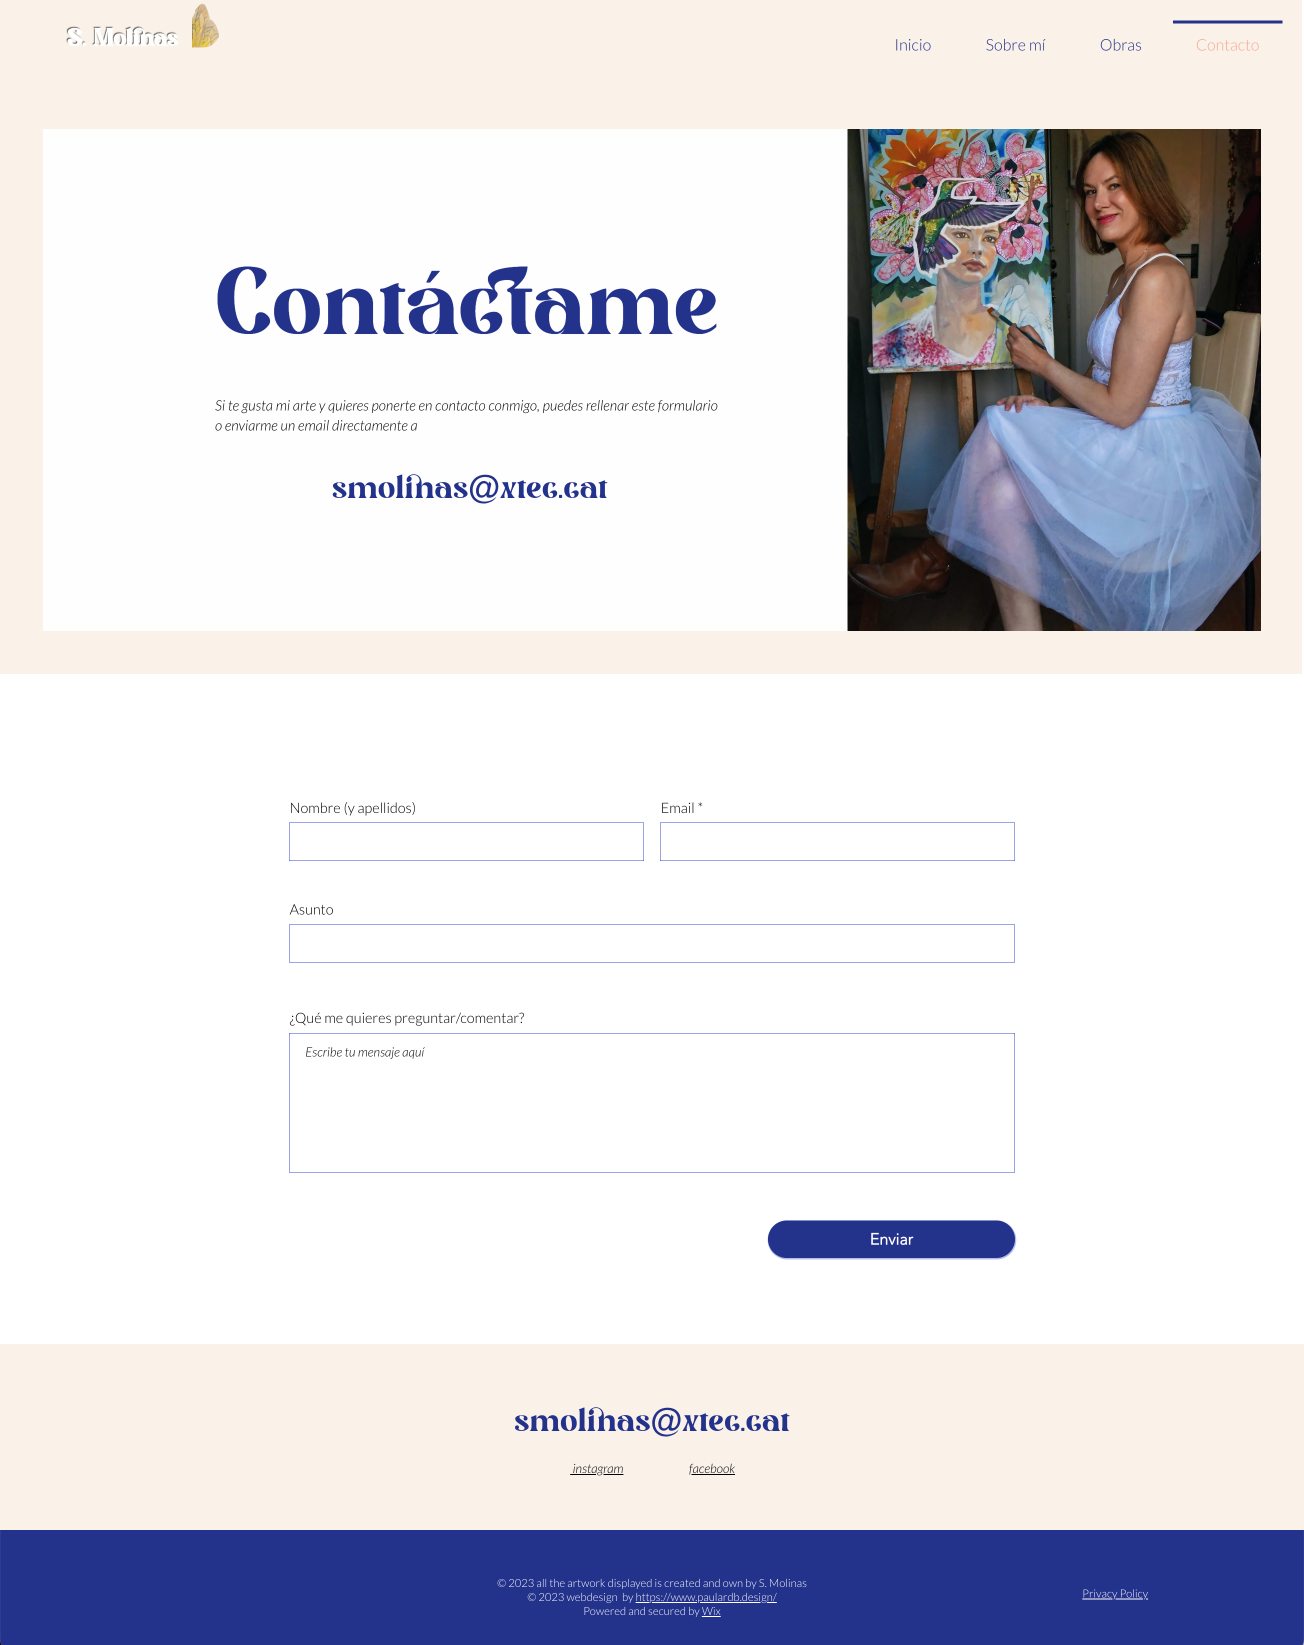 S. Molinas
Inicio
Sobre mí
Obras
Contacto
Contáctame
Si te gusta mi arte y quieres ponerte en contacto conmigo, puedes rellenar este formulario
o enviarme un email directamente a
smolinas@xtec.cat
Nombre (y apellidos)
Email *
Asunto
¿Qué me quieres preguntar/comentar?
Escribe tu mensaje aquí
Enviar
smolinas@xtec.cat
instagram
facebook
© 2023 all the artwork displayed is created and own by S. Molinas
© 2023 webdesign  by https://www.paulardb.design/
Powered and secured by Wix
Privacy Policy